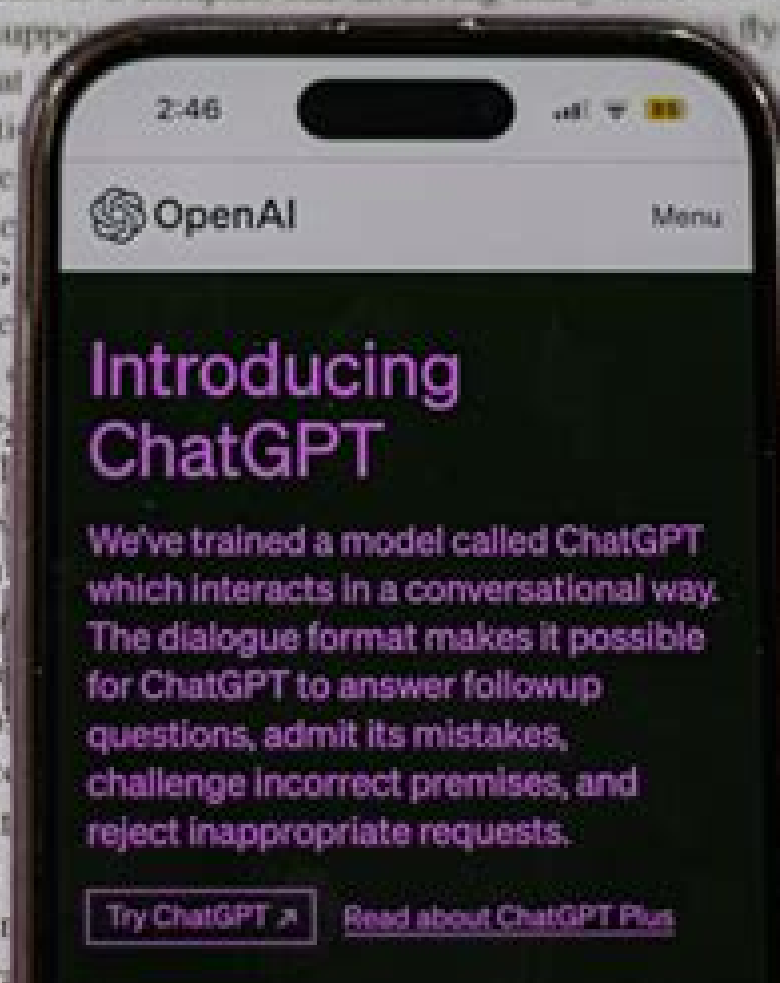 2:46
OpenAI
Menu
Introducing
ChatGPT
We've trained a model called ChatGPT
which interacts in a conversational way.
The dialogue format makes it possible
for ChatGPT to answer followup
questions, admit its mistakes,
challenge incorrect premises, and
reject inappropriate requests.
Try ChatGPT ↗
Read about ChatGPT Plus